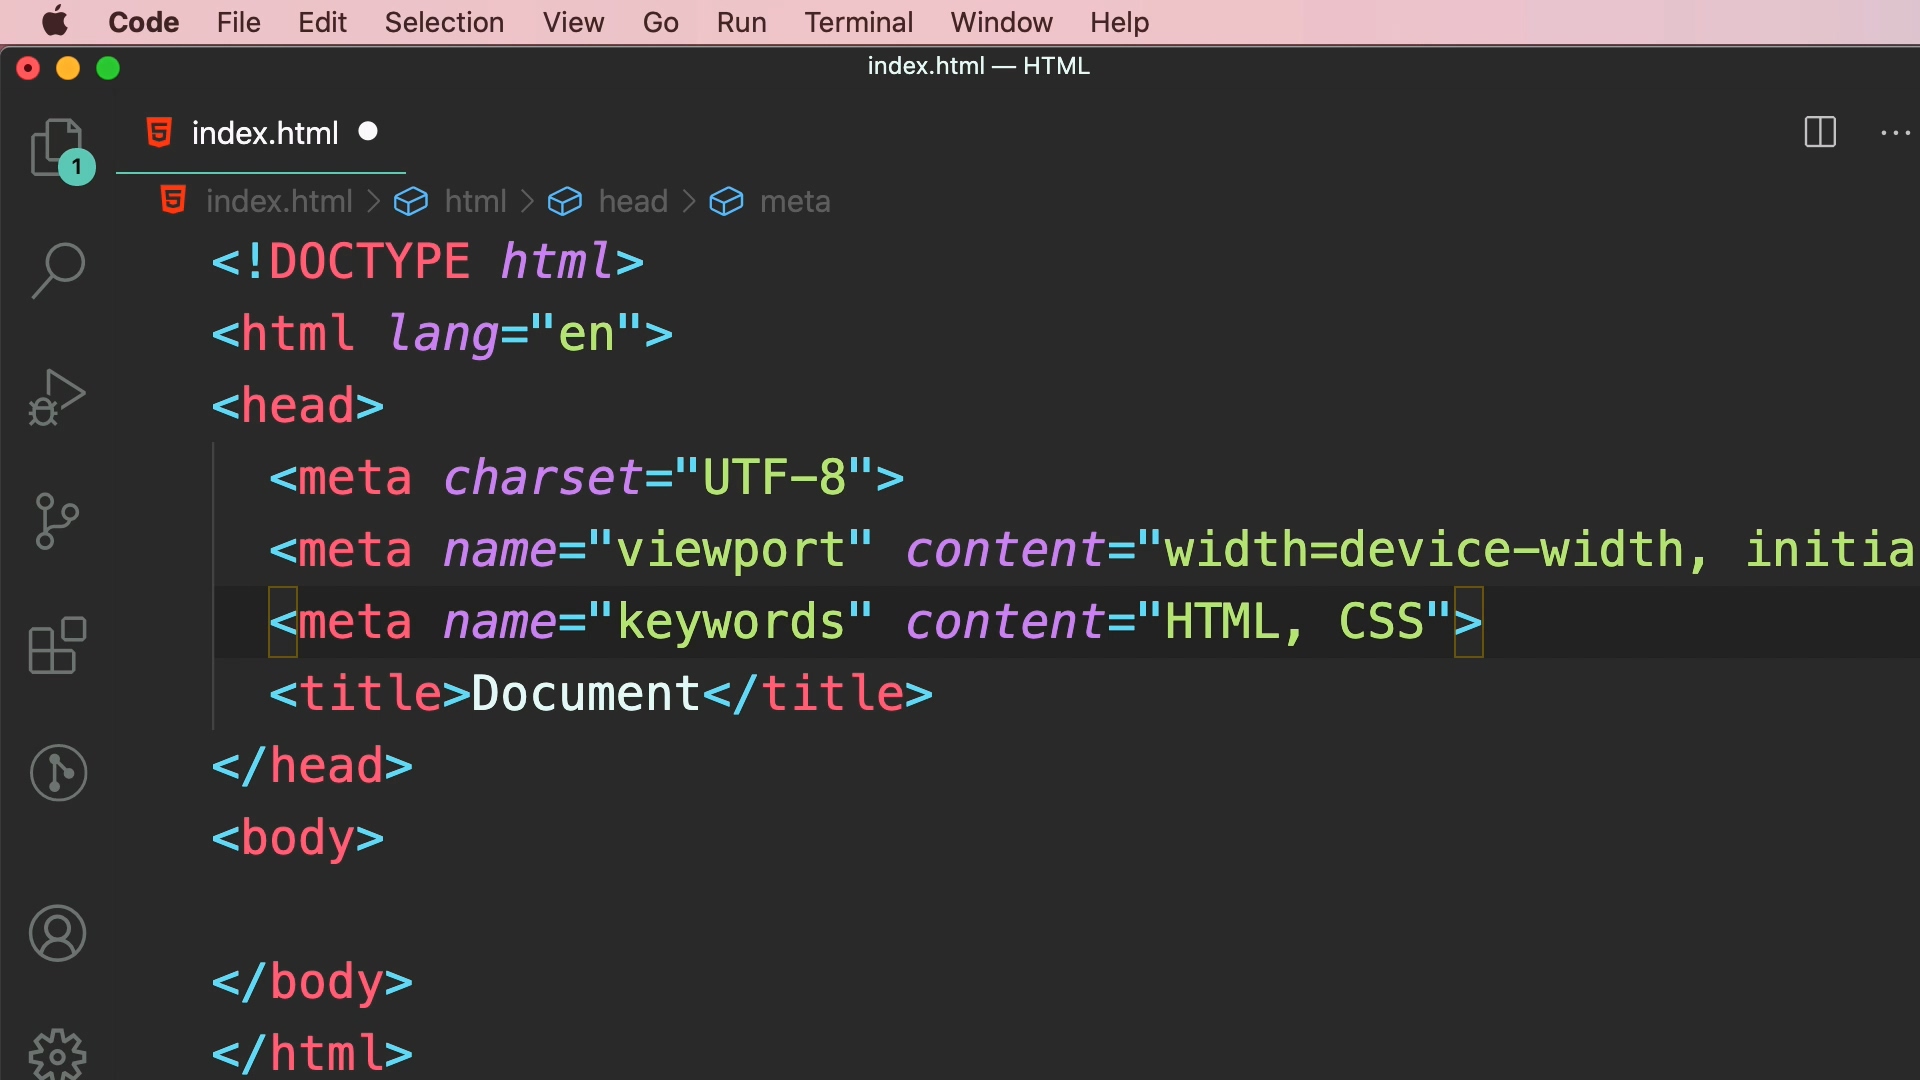 Code File Edit Selection View Go Run Terminal Window Help
index.html — HTML
index.html
1
index.html > html > head > meta
<!DOCTYPE html>
<html lang="en">
<head>
<meta charset="UTF-8">
<meta name="viewport" content="width=device-width, initia
<meta name="keywords" content="HTML, CSS">
<title>Document</title>
</head>
<body>
</body>
</html>